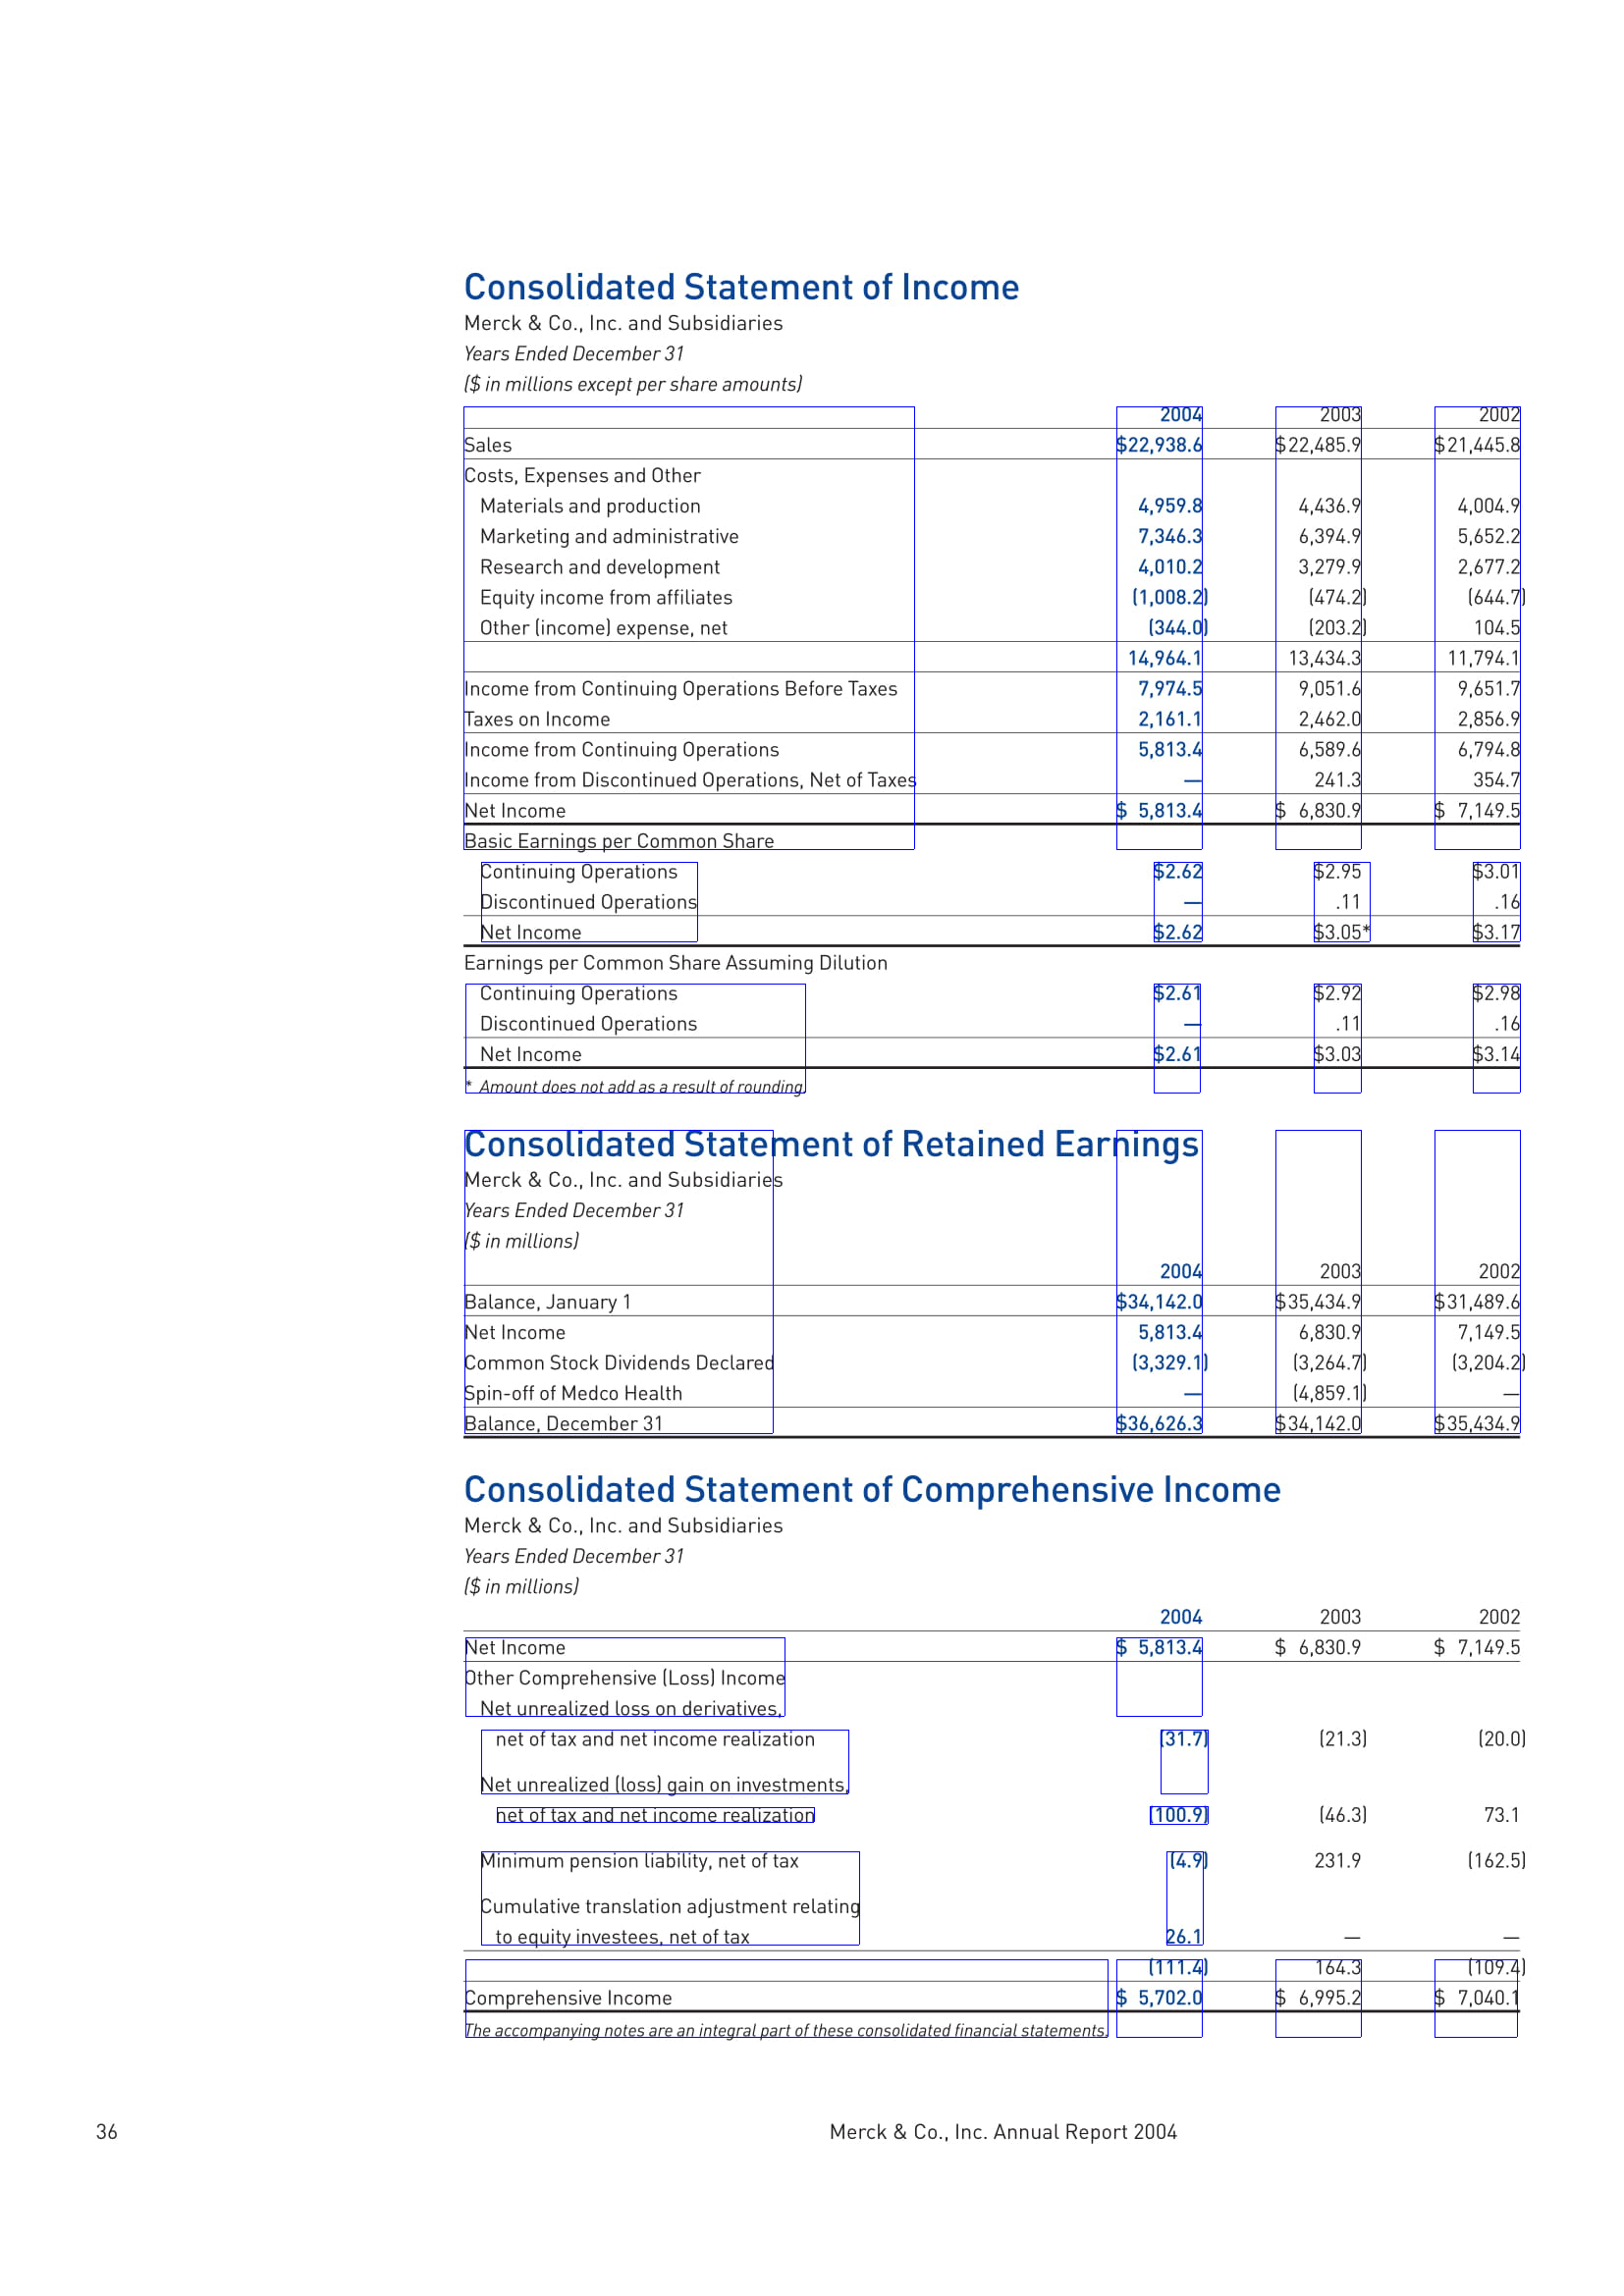 Consolidated Statement of Income
Merck & Co., Inc. and Subsidiaries
Years Ended December 31
($ in millions except per share amounts)
2004 2003 2002
Sales $22,938.6 $22,485.9 $21,445.8
Costs, Expenses and Other
Materials and production 4,959.8 4,436.9 4,004.9
Marketing and administrative 7,346.3 6,394.9 5,652.2
Research and development 4,010.2 3,279.9 2,677.2
Equity income from affiliates (1,008.2) (474.2) (644.7)
Other (income) expense, net (344.0) (203.2) 104.5
14,964.1 13,434.3 11,794.1
Income from Continuing Operations Before Taxes 7,974.5 9,051.6 9,651.7
Taxes on Income 2,161.1 2,462.0 2,856.9
Income from Continuing Operations 5,813.4 6,589.6 6,794.8
Income from Discontinued Operations, Net of Taxes — 241.3 354.7
Net Income $ 5,813.4 $ 6,830.9 $ 7,149.5
Basic Earnings per Common Share
Continuing Operations $2.62 $2.95 $3.01
Discontinued Operations — .11 .16
Net Income $2.62 $3.05* $3.17
Earnings per Common Share Assuming Dilution
Continuing Operations $2.61 $2.92 $2.98
Discontinued Operations — .11 .16
Net Income $2.61 $3.03 $3.14
* Amount does not add as a result of rounding.
Consolidated Statement of Retained Earnings
Merck & Co., Inc. and Subsidiaries
Years Ended December 31
($ in millions)
2004 2003 2002
Balance, January 1 $34,142.0 $35,434.9 $31,489.6
Net Income 5,813.4 6,830.9 7,149.5
Common Stock Dividends Declared (3,329.1) (3,264.7) (3,204.2)
Spin-off of Medco Health — (4,859.1) —
Balance, December 31 $36,626.3 $34,142.0 $35,434.9
Consolidated Statement of Comprehensive Income
Merck & Co., Inc. and Subsidiaries
Years Ended December 31
($ in millions)
2004 2003 2002
Net Income $ 5,813.4 $ 6,830.9 $ 7,149.5
Other Comprehensive (Loss) Income
Net unrealized loss on derivatives,
net of tax and net income realization (31.7) (21.3) (20.0)
Net unrealized (loss) gain on investments,
net of tax and net income realization (100.9) (46.3) 73.1
Minimum pension liability, net of tax (4.9) 231.9 (162.5)
Cumulative translation adjustment relating
to equity investees, net of tax 26.1 — —
(111.4) 164.3 (109.4)
Comprehensive Income $ 5,702.0 $ 6,995.2 $ 7,040.1
The accompanying notes are an integral part of these consolidated financial statements.
36 Merck & Co., Inc. Annual Report 2004